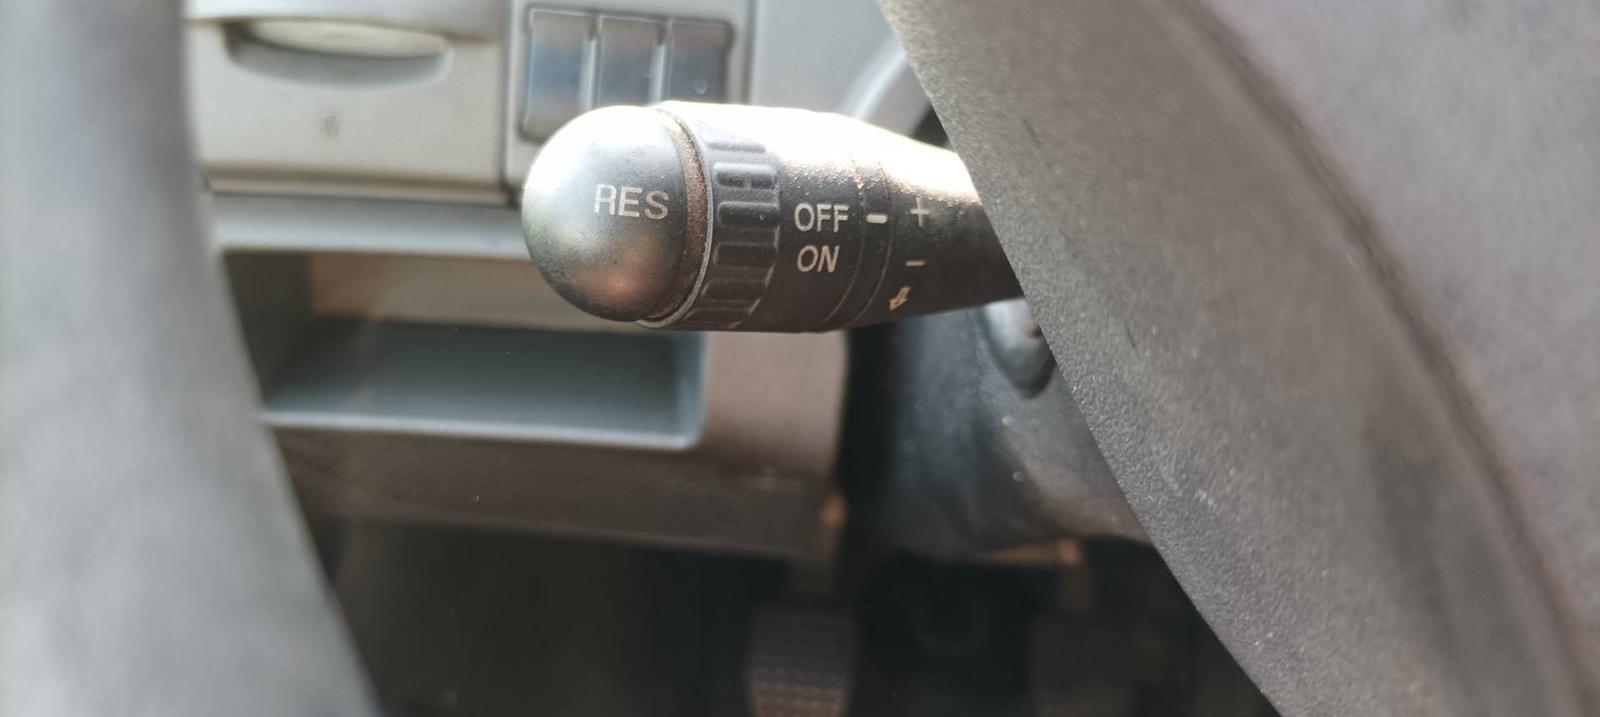 RES
OFF - +
ON -